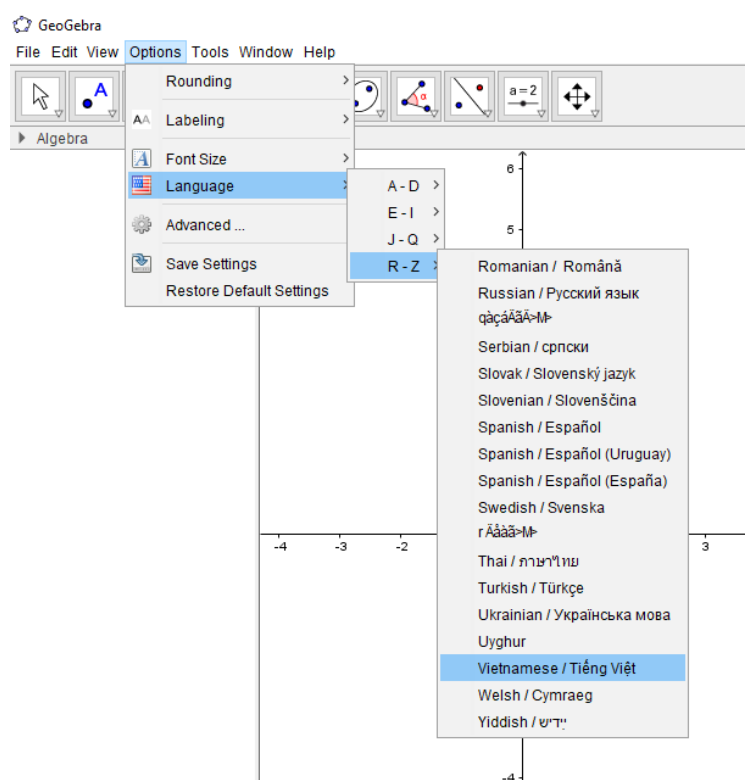 GeoGebra
File Edit View Options Tools Window Help
A
α
a=2
Algebra
Rounding
AA Labeling
A Font Size
Language
Advanced ...
Save Settings
Restore Default Settings
A - D
E - I
J - Q
R - Z
Romanian / Română
Russian / Русский язык
Serbian / српски
Slovak / Slovenský jazyk
Slovenian / Slovenščina
Spanish / Español
Spanish / Español (Uruguay)
Spanish / Español (España)
Swedish / Svenska
Thai / ภาษาไทย
Turkish / Türkçe
Ukrainian / Українська мова
Uyghur
Vietnamese / Tiếng Việt
Welsh / Cymraeg
Yiddish / ייִדיש
6
5
-4 -3 -2 3
-4